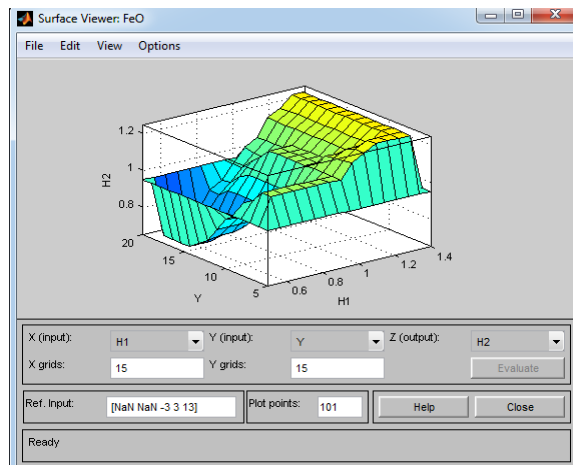 Surface Viewer: FeO
File Edit View Options
1.2
1
0.8
H2
20
15
10
5
Y
0.6
0.8
1
1.2
1.4
H1
X (input): H1 Y (input): Y Z (output): H2
X grids: 15 Y grids: 15 Evaluate
Ref. Input: [NaN NaN -3 3 13] Plot points: 101 Help Close
Ready